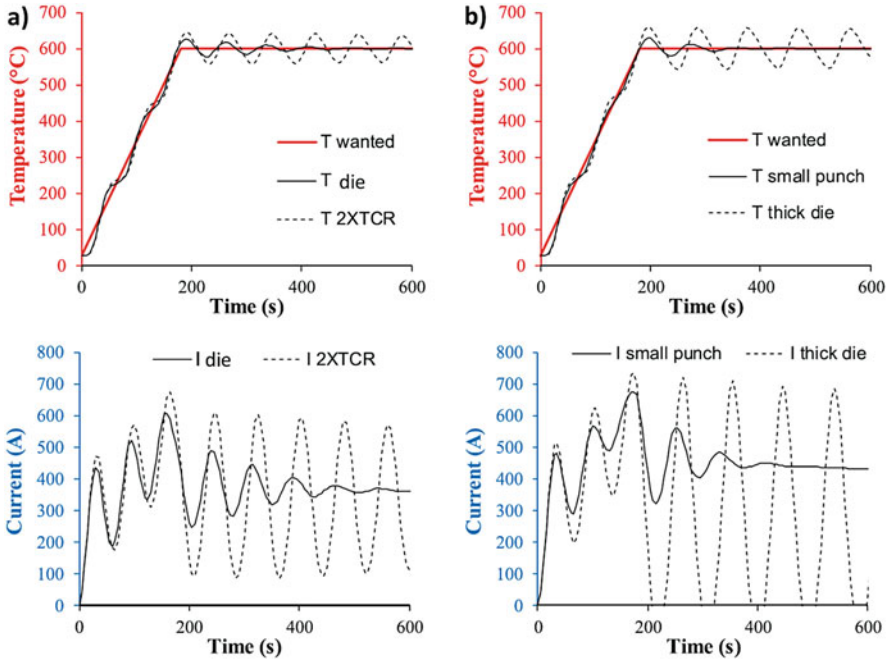 a)
Temperature (°C)
700
600
500
400
300
200
100
0
T wanted
T die
T 2XTCR
0 200 400 600
Time (s)
b)
Temperature (°C)
700
600
500
400
300
200
100
0
T wanted
T small punch
T thick die
0 200 400 600
Time (s)
Current (A)
800
700
600
500
400
300
200
100
0
I die I 2XTCR
0 200 400 600
Time (s)
Current (A)
800
700
600
500
400
300
200
100
0
I small punch I thick die
0 200 400 600
Time (s)